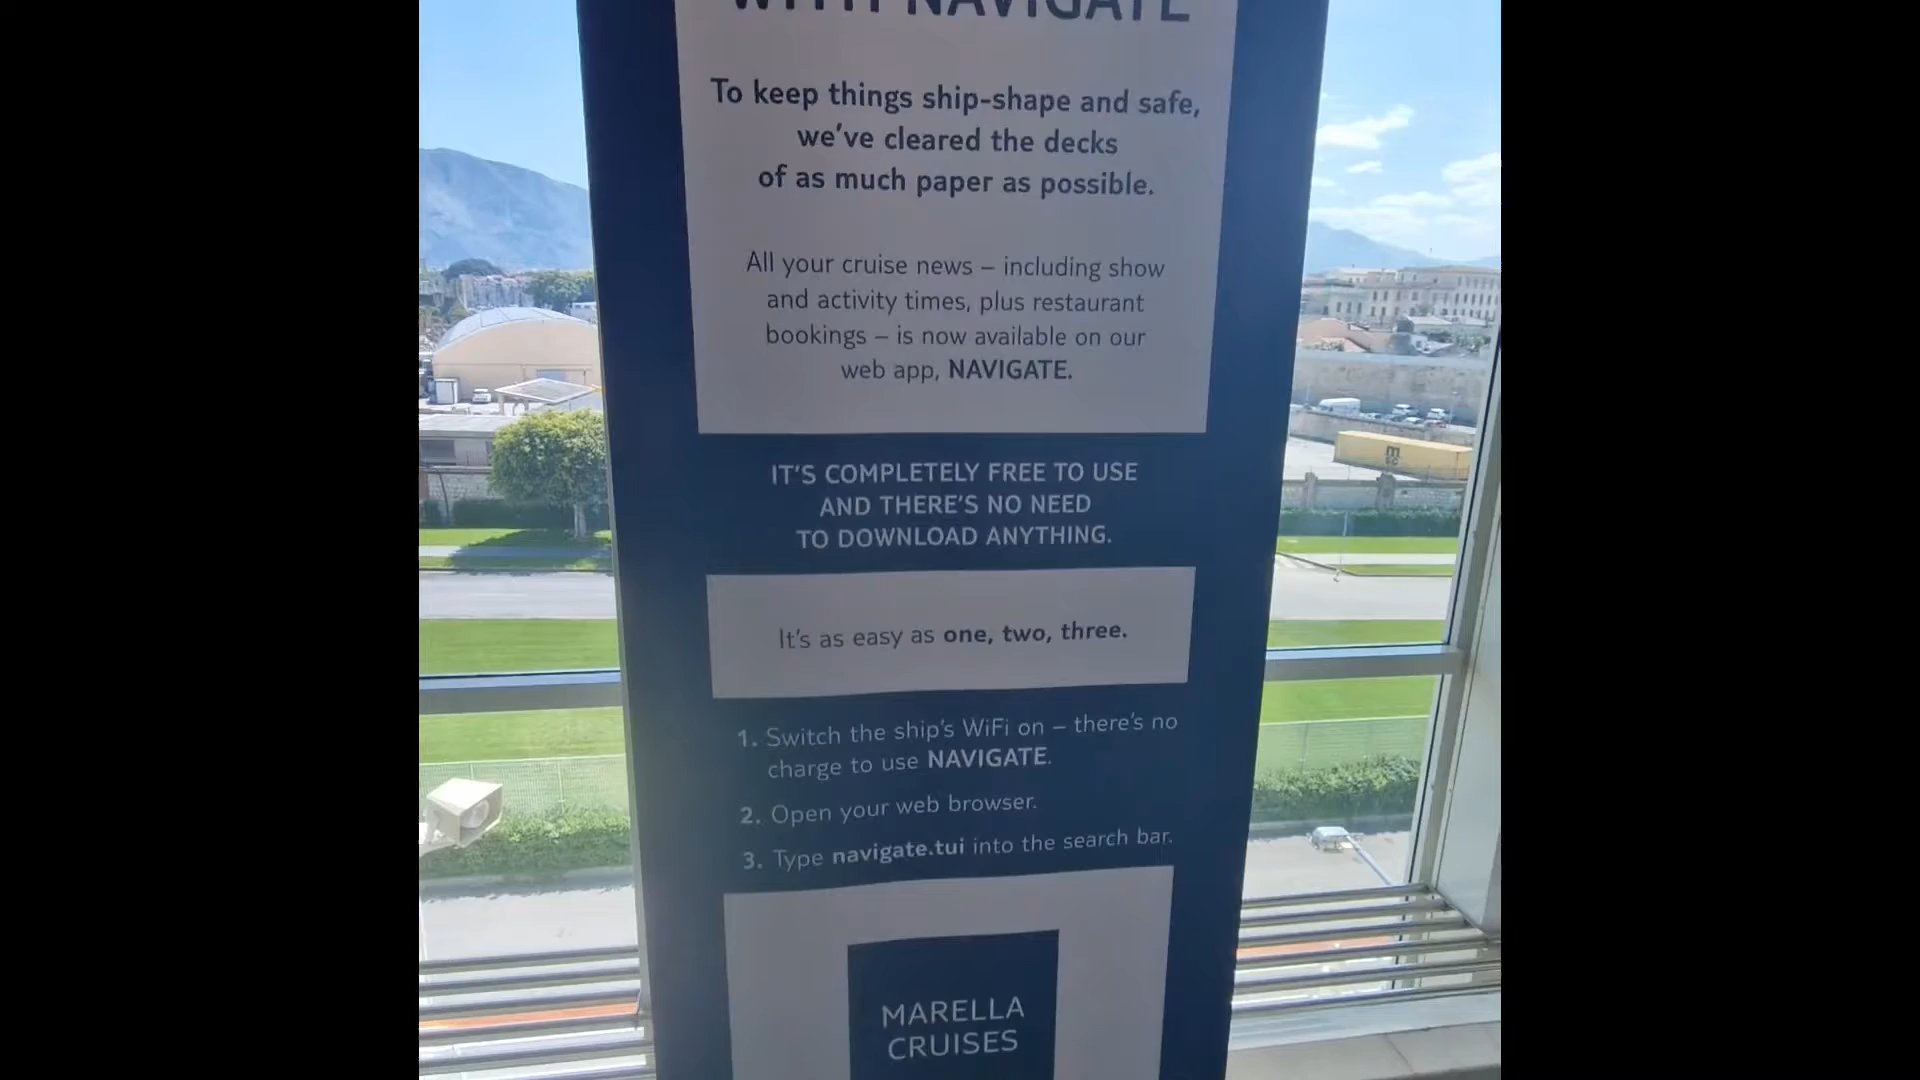 WITH NAVIGATE
To keep things ship-shape and safe,
we've cleared the decks
of as much paper as possible.
All your cruise news – including show
and activity times, plus restaurant
bookings – is now available on our
web app, NAVIGATE.
IT'S COMPLETELY FREE TO USE
AND THERE'S NO NEED
TO DOWNLOAD ANYTHING.
It's as easy as one, two, three.
1. Switch the ship's WiFi on – there's no
charge to use NAVIGATE.
2. Open your web browser.
3. Type navigate.tui into the search bar.
MARELLA
CRUISES